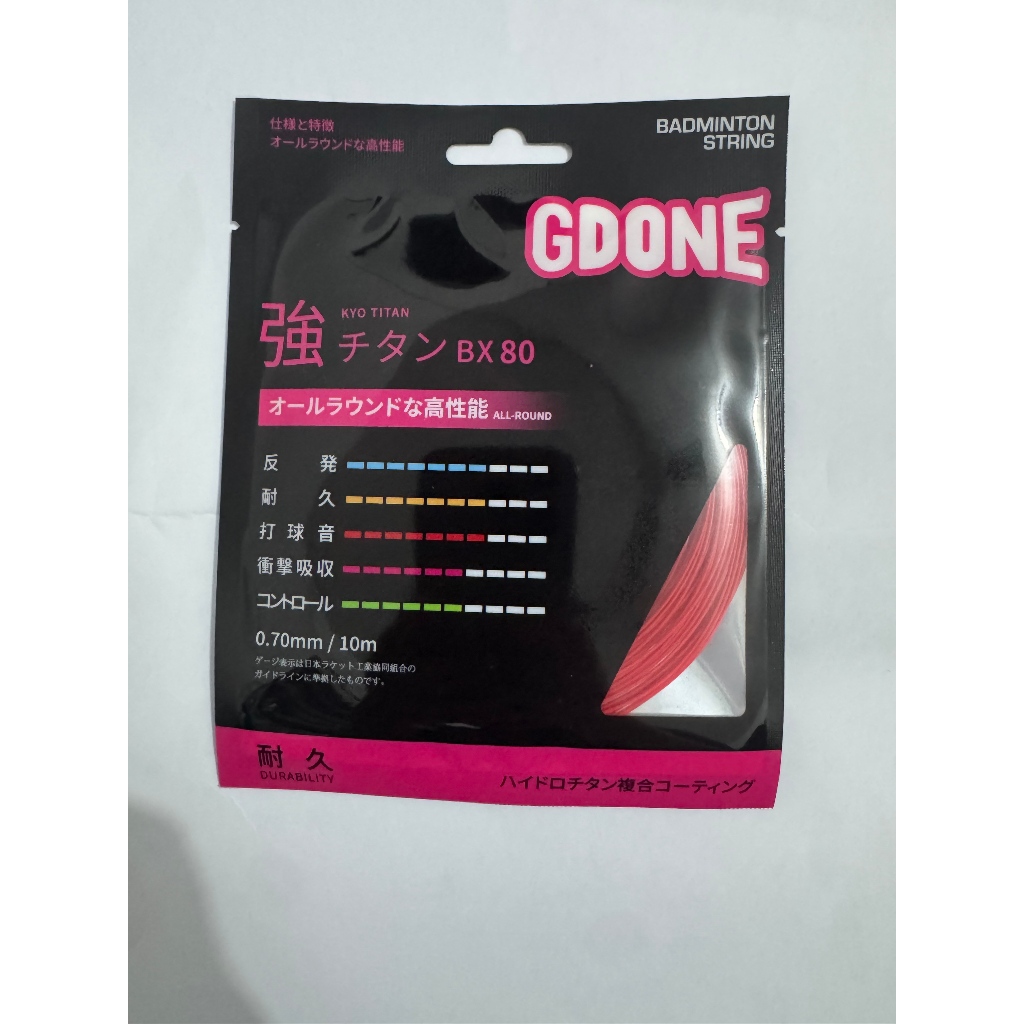 仕様と特徴
オールラウンドな高性能
BADMINTON
STRING
GDONE
強 KYO TITAN
チタン BX 80
オールラウンドな高性能 ALL-ROUND
反発
耐久
打球音
衝撃吸収
コントロール
0.70mm / 10m
ゲージ表示は日本ラケット工業協同組合の
ガイドラインに準拠したものです。
耐久
DURABILITY
ハイドロチタン複合コーティング